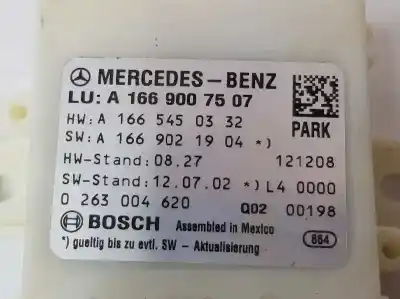 MERCEDES-BENZ
LU: A 166 900 75 07
HW: A 166 545 03 32 PARK
SW: A 166 902 19 04 *)
HW-Stand: 08.27 121208
SW-Stand: 12.07.02 *) L4 0000
0 263 004 620 QD2 00198
BOSCH Assembled in Mexico
*) gueltig bis zu evtl. SW - Aktualisierung 864